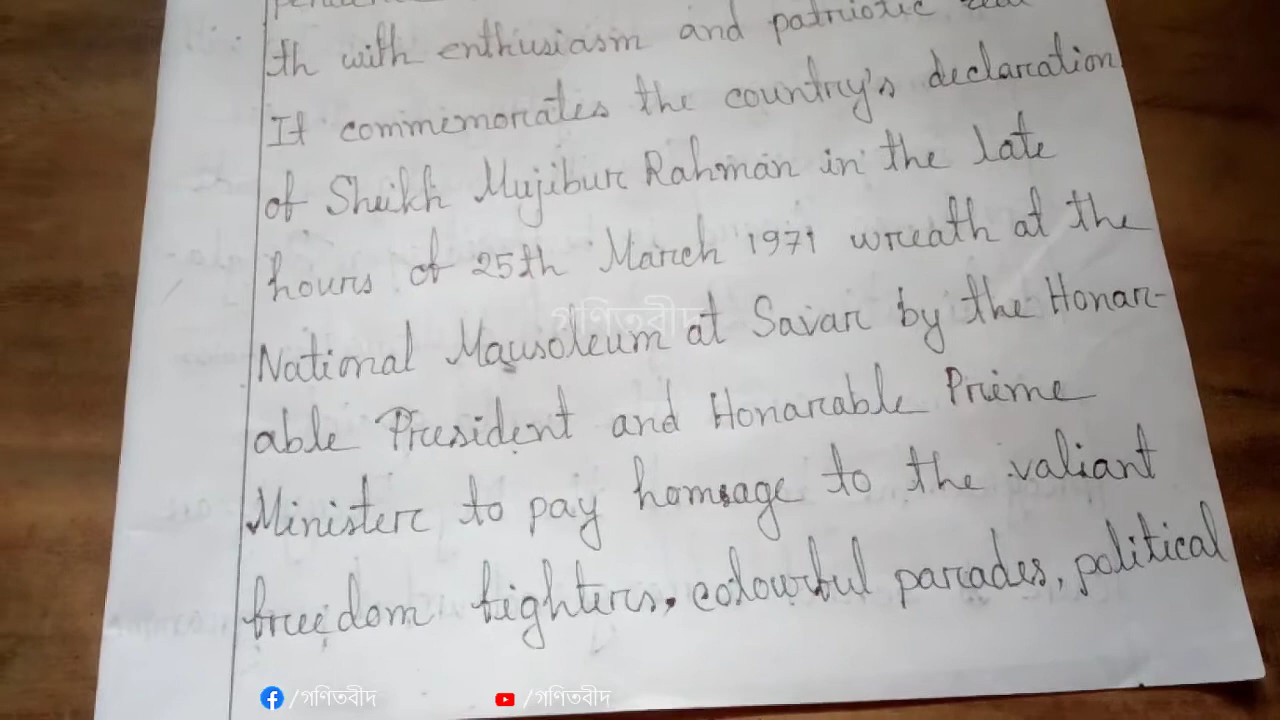 th with enthusiasm and patriotic
It commemorates the country's declaration
of Sheikh Mujibur Rahman in the late
hours of 25th March 1971 wreath at the
গণিতবীদ
National Mausoleum at Savar by the Honar-
able President and Honarable Prime
Minister to pay homage to the valiant
freedom fighters, colourful parades, political
/গণিতবীদ
/গণিতবীদ